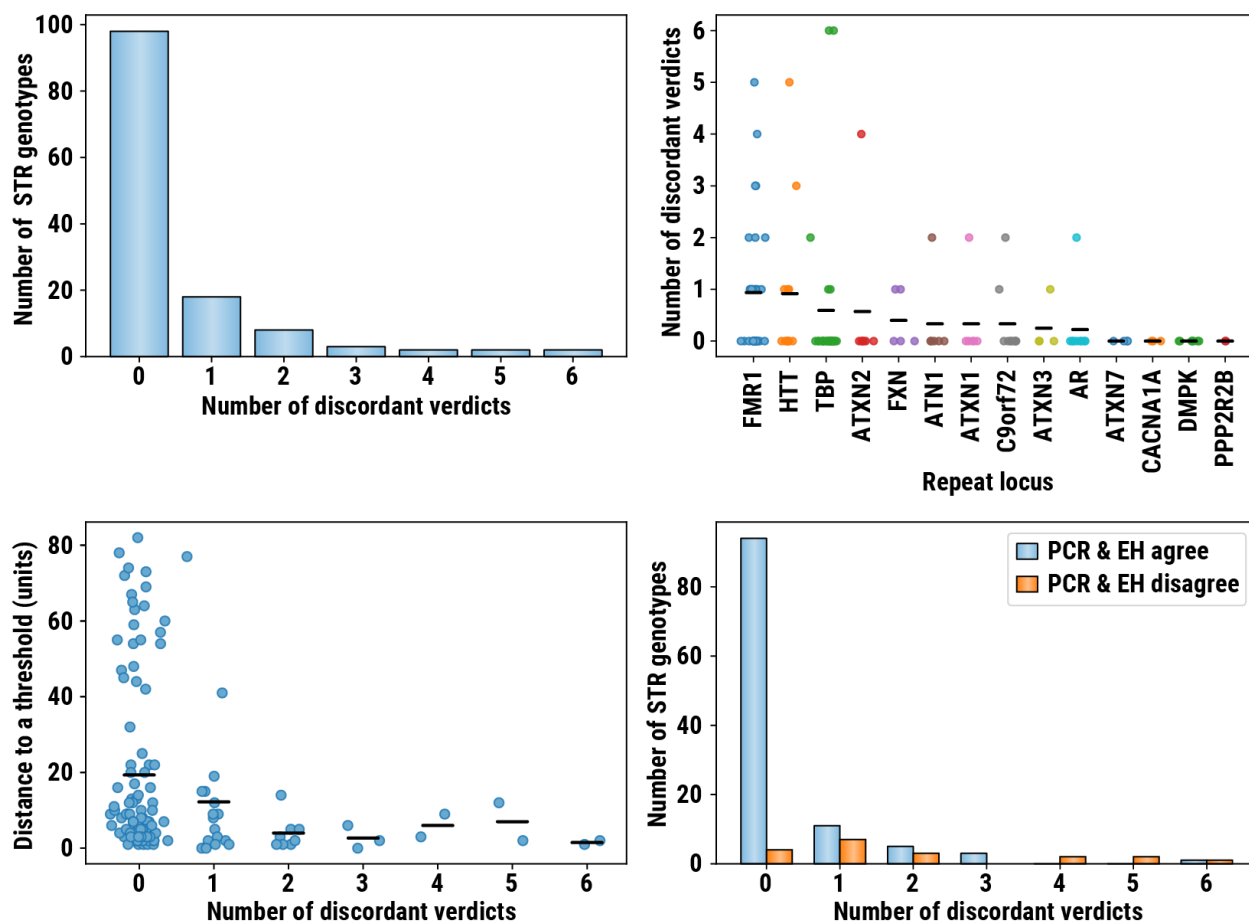 Number of STR genotypes
100
80
60
40
20
0
0 1 2 3 4 5 6
Number of discordant verdicts
Number of discordant verdicts
6
5
4
3
2
1
0
FMR1 HTT TBP ATXN2 FXN ATN1 ATXN1 C9orf72 ATXN3 AR ATXN7 CACNA1A DMPK PPP2R2B
Repeat locus
Distance to a threshold (units)
80
60
40
20
0
0 1 2 3 4 5 6
Number of discordant verdicts
Number of STR genotypes
80
60
40
20
0
PCR & EH agree
PCR & EH disagree
0 1 2 3 4 5 6
Number of discordant verdicts